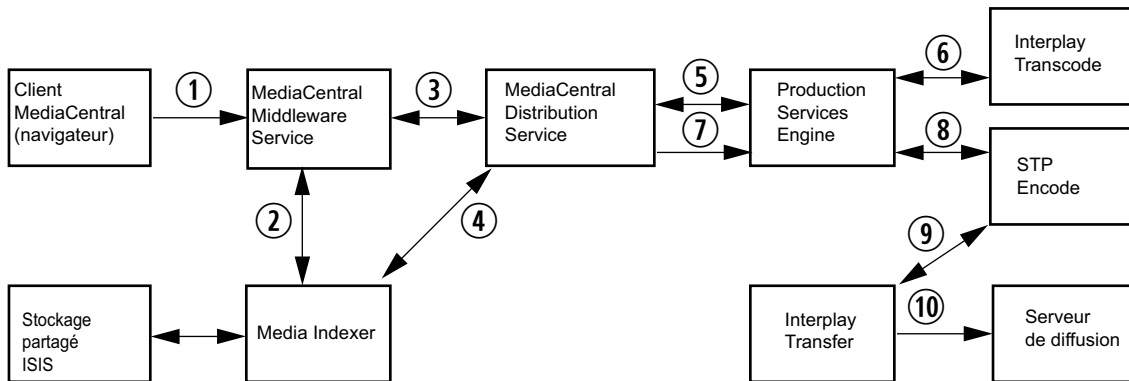 Client
MediaCentral
(navigateur)
1
MediaCentral
Middleware
Service
3
MediaCentral
Distribution
Service
5
7
Production
Services
Engine
6
Interplay
Transcode
8
STP
Encode
2
4
9
Stockage
partagé
ISIS
Media Indexer
Interplay
Transfer
10
Serveur
de diffusion